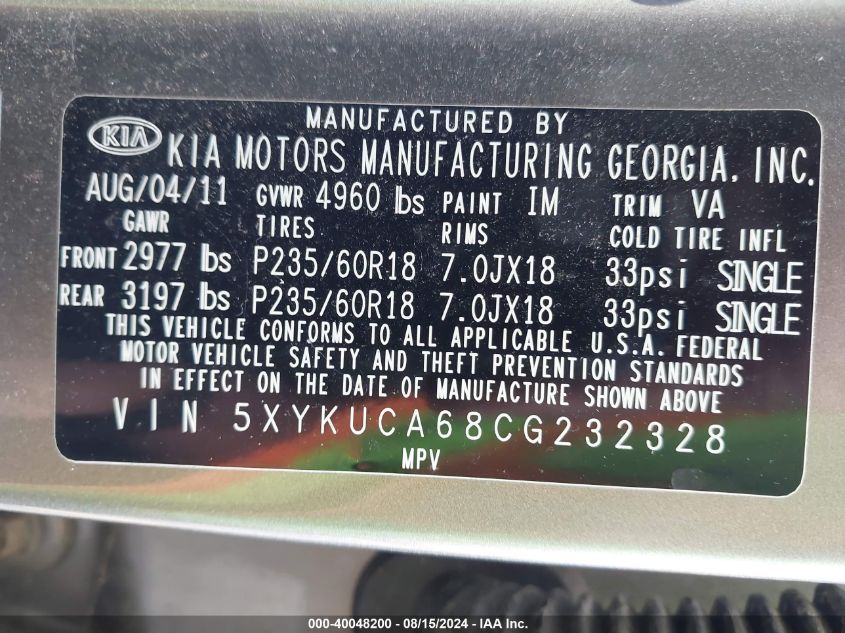 MANUFACTURED BY
KIA KIA MOTORS MANUFACTURING GEORGIA, INC.
AUG/04/11 GVWR 4960 lbs PAINT IM TRIM VA
GAWR TIRES RIMS COLD TIRE INFL
FRONT 2977 lbs P235/60R18 7.0JX18 33psi SINGLE
REAR 3197 lbs P235/60R18 7.0JX18 33psi SINGLE
THIS VEHICLE CONFORMS TO ALL APPLICABLE U.S.A. FEDERAL
MOTOR VEHICLE SAFETY AND THEFT PREVENTION STANDARDS
IN EFFECT ON THE DATE OF MANUFACTURE SHOWN ABOVE
VIN 5XYKUCA68CG232328
MPV
000-40048200 - 08/15/2024 - IAA Inc.